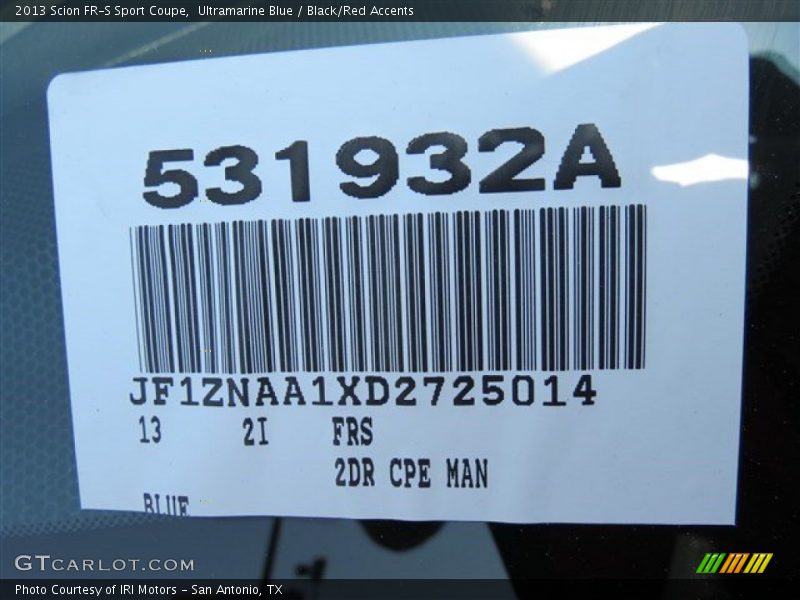 2013 Scion FR-S Sport Coupe, Ultramarine Blue / Black/Red Accents
531932A
JF1ZNAA1XD2725014
13 2I FRS
2DR CPE MAN
BLUE
GTCARLOT.COM
Photo Courtesy of IRI Motors - San Antonio, TX